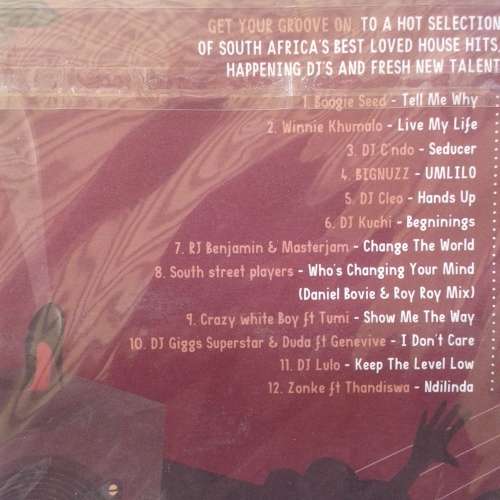 GET YOUR GROOVE ON, TO A HOT SELECTION
OF SOUTH AFRICA'S BEST LOVED HOUSE HITS,
HAPPENING DJ'S AND FRESH NEW TALENT
1. Boogie Seed - Tell Me Why
2. Winnie Khumalo - Live My Life
3. DJ C'ndo - Seducer
4. BIGNUZZ - UMLILO
5. DJ Cleo - Hands Up
6. DJ Kuchi - Begninings
7. RJ Benjamin & Masterjam - Change The World
8. South street players - Who's Changing Your Mind
(Daniel Bovie & Roy Roy Mix)
9. Crazy white Boy ft Tumi - Show Me The Way
10. DJ Giggs Superstar & Duda ft Genevive - I Don't Care
11. DJ Lulo - Keep The Level Low
12. Zonke ft Thandiswa - Ndilinda